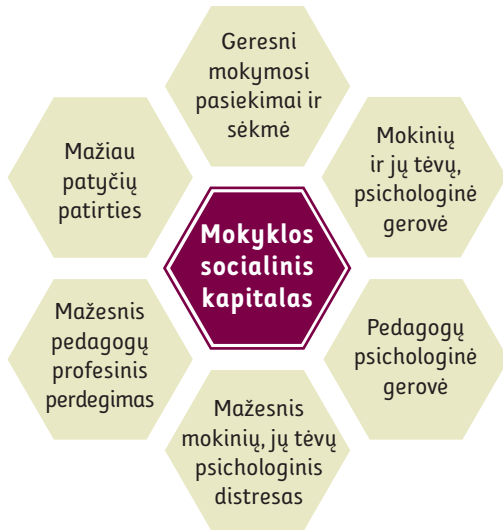 Geresni
mokymosi
pasiekimai ir
sėkmė
Mokinių
ir jų tėvų,
psichologinė
gerovė
Mažiau
patyčių
patirties
Mokyklos
socialinis
kapitalas
Mažesnis
pedagogų
profesinis
perdegimas
Pedagogų
psichologinė
gerovė
Mažesnis
mokinių, jų tėvų
psichologinis
distresas